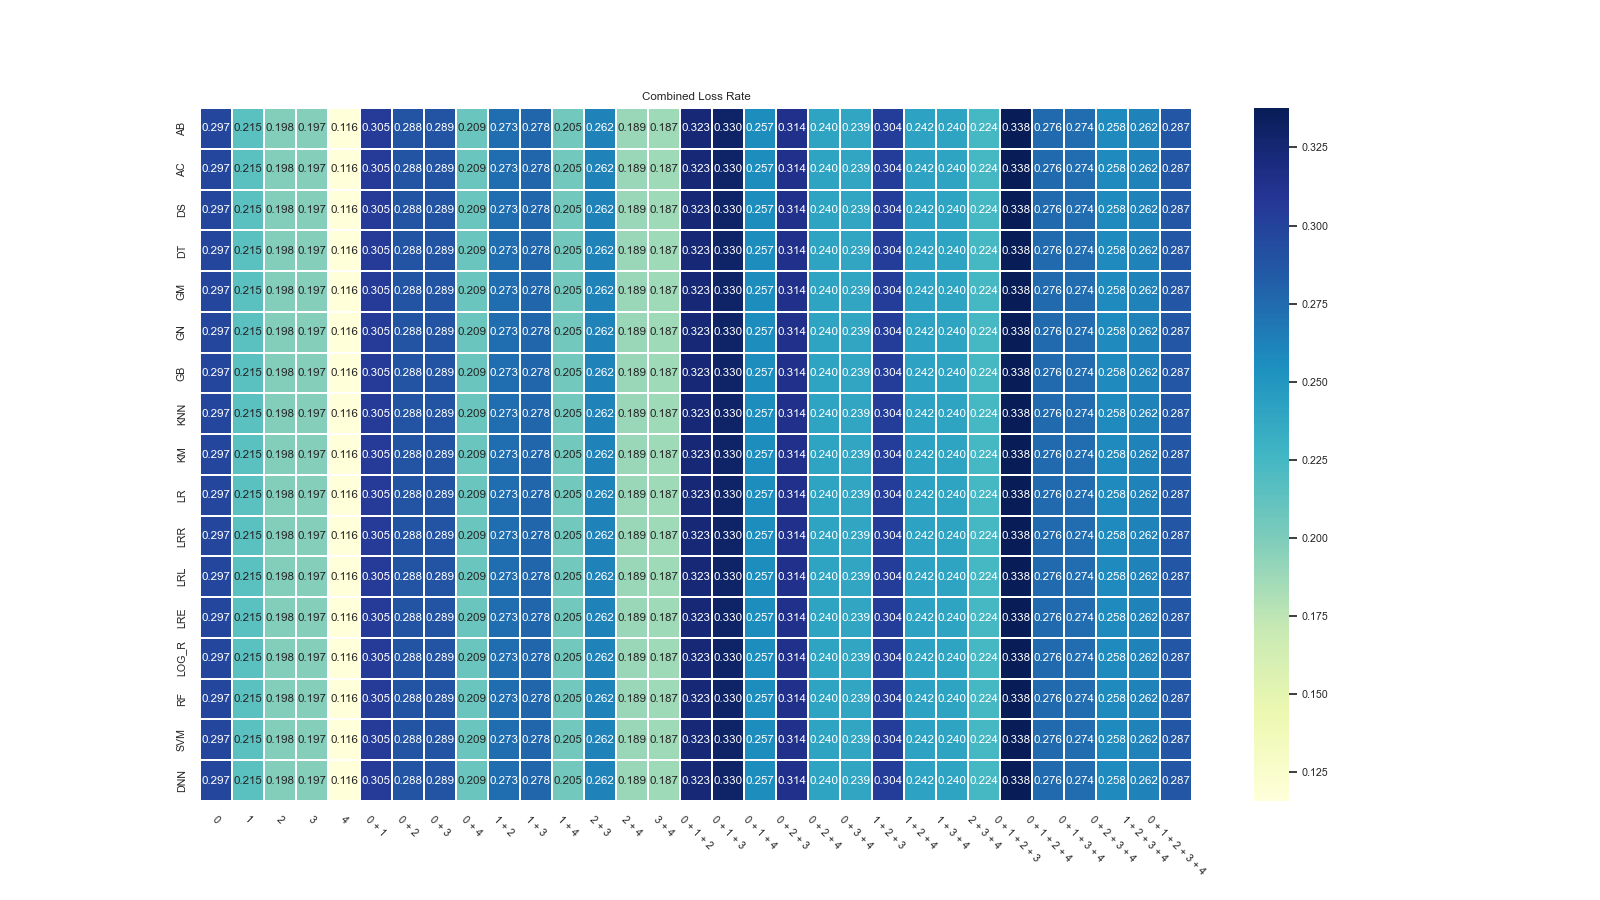 Combined Loss Rate
AB 0.297 0.215 0.198 0.197 0.116 0.305 0.288 0.289 0.209 0.273 0.278 0.205 0.262 0.189 0.187 0.323 0.330 0.257 0.314 0.240 0.239 0.304 0.242 0.240 0.224 0.338 0.276 0.274 0.258 0.262 0.287
AC 0.297 0.215 0.198 0.197 0.116 0.305 0.288 0.289 0.209 0.273 0.278 0.205 0.262 0.189 0.187 0.323 0.330 0.257 0.314 0.240 0.239 0.304 0.242 0.240 0.224 0.338 0.276 0.274 0.258 0.262 0.287
DS 0.297 0.215 0.198 0.197 0.116 0.305 0.288 0.289 0.209 0.273 0.278 0.205 0.262 0.189 0.187 0.323 0.330 0.257 0.314 0.240 0.239 0.304 0.242 0.240 0.224 0.338 0.276 0.274 0.258 0.262 0.287
DT 0.297 0.215 0.198 0.197 0.116 0.305 0.288 0.289 0.209 0.273 0.278 0.205 0.262 0.189 0.187 0.323 0.330 0.257 0.314 0.240 0.239 0.304 0.242 0.240 0.224 0.338 0.276 0.274 0.258 0.262 0.287
GM 0.297 0.215 0.198 0.197 0.116 0.305 0.288 0.289 0.209 0.273 0.278 0.205 0.262 0.189 0.187 0.323 0.330 0.257 0.314 0.240 0.239 0.304 0.242 0.240 0.224 0.338 0.276 0.274 0.258 0.262 0.287
GN 0.297 0.215 0.198 0.197 0.116 0.305 0.288 0.289 0.209 0.273 0.278 0.205 0.262 0.189 0.187 0.323 0.330 0.257 0.314 0.240 0.239 0.304 0.242 0.240 0.224 0.338 0.276 0.274 0.258 0.262 0.287
GB 0.297 0.215 0.198 0.197 0.116 0.305 0.288 0.289 0.209 0.273 0.278 0.205 0.262 0.189 0.187 0.323 0.330 0.257 0.314 0.240 0.239 0.304 0.242 0.240 0.224 0.338 0.276 0.274 0.258 0.262 0.287
KNN 0.297 0.215 0.198 0.197 0.116 0.305 0.288 0.289 0.209 0.273 0.278 0.205 0.262 0.189 0.187 0.323 0.330 0.257 0.314 0.240 0.239 0.304 0.242 0.240 0.224 0.338 0.276 0.274 0.258 0.262 0.287
KM 0.297 0.215 0.198 0.197 0.116 0.305 0.288 0.289 0.209 0.273 0.278 0.205 0.262 0.189 0.187 0.323 0.330 0.257 0.314 0.240 0.239 0.304 0.242 0.240 0.224 0.338 0.276 0.274 0.258 0.262 0.287
LR 0.297 0.215 0.198 0.197 0.116 0.305 0.288 0.289 0.209 0.273 0.278 0.205 0.262 0.189 0.187 0.323 0.330 0.257 0.314 0.240 0.239 0.304 0.242 0.240 0.224 0.338 0.276 0.274 0.258 0.262 0.287
LRR 0.297 0.215 0.198 0.197 0.116 0.305 0.288 0.289 0.209 0.273 0.278 0.205 0.262 0.189 0.187 0.323 0.330 0.257 0.314 0.240 0.239 0.304 0.242 0.240 0.224 0.338 0.276 0.274 0.258 0.262 0.287
LRL 0.297 0.215 0.198 0.197 0.116 0.305 0.288 0.289 0.209 0.273 0.278 0.205 0.262 0.189 0.187 0.323 0.330 0.257 0.314 0.240 0.239 0.304 0.242 0.240 0.224 0.338 0.276 0.274 0.258 0.262 0.287
LRE 0.297 0.215 0.198 0.197 0.116 0.305 0.288 0.289 0.209 0.273 0.278 0.205 0.262 0.189 0.187 0.323 0.330 0.257 0.314 0.240 0.239 0.304 0.242 0.240 0.224 0.338 0.276 0.274 0.258 0.262 0.287
LOG_R 0.297 0.215 0.198 0.197 0.116 0.305 0.288 0.289 0.209 0.273 0.278 0.205 0.262 0.189 0.187 0.323 0.330 0.257 0.314 0.240 0.239 0.304 0.242 0.240 0.224 0.338 0.276 0.274 0.258 0.262 0.287
RF 0.297 0.215 0.198 0.197 0.116 0.305 0.288 0.289 0.209 0.273 0.278 0.205 0.262 0.189 0.187 0.323 0.330 0.257 0.314 0.240 0.239 0.304 0.242 0.240 0.224 0.338 0.276 0.274 0.258 0.262 0.287
SVM 0.297 0.215 0.198 0.197 0.116 0.305 0.288 0.289 0.209 0.273 0.278 0.205 0.262 0.189 0.187 0.323 0.330 0.257 0.314 0.240 0.239 0.304 0.242 0.240 0.224 0.338 0.276 0.274 0.258 0.262 0.287
DNN 0.297 0.215 0.198 0.197 0.116 0.305 0.288 0.289 0.209 0.273 0.278 0.205 0.262 0.189 0.187 0.323 0.330 0.257 0.314 0.240 0.239 0.304 0.242 0.240 0.224 0.338 0.276 0.274 0.258 0.262 0.287
0
1
2
3
4
0 + 1
0 + 2
0 + 3
0 + 4
1 + 2
1 + 3
1 + 4
2 + 3
2 + 4
3 + 4
0 + 1 + 2
0 + 1 + 3
0 + 1 + 4
0 + 2 + 3
0 + 2 + 4
0 + 3 + 4
1 + 2 + 3
1 + 2 + 4
1 + 3 + 4
2 + 3 + 4
0 + 1 + 2 + 3
0 + 1 + 2 + 4
0 + 1 + 3 + 4
0 + 2 + 3 + 4
1 + 2 + 3 + 4
0 + 1 + 2 + 3 + 4
0.325
0.300
0.275
0.250
0.225
0.200
0.175
0.150
0.125